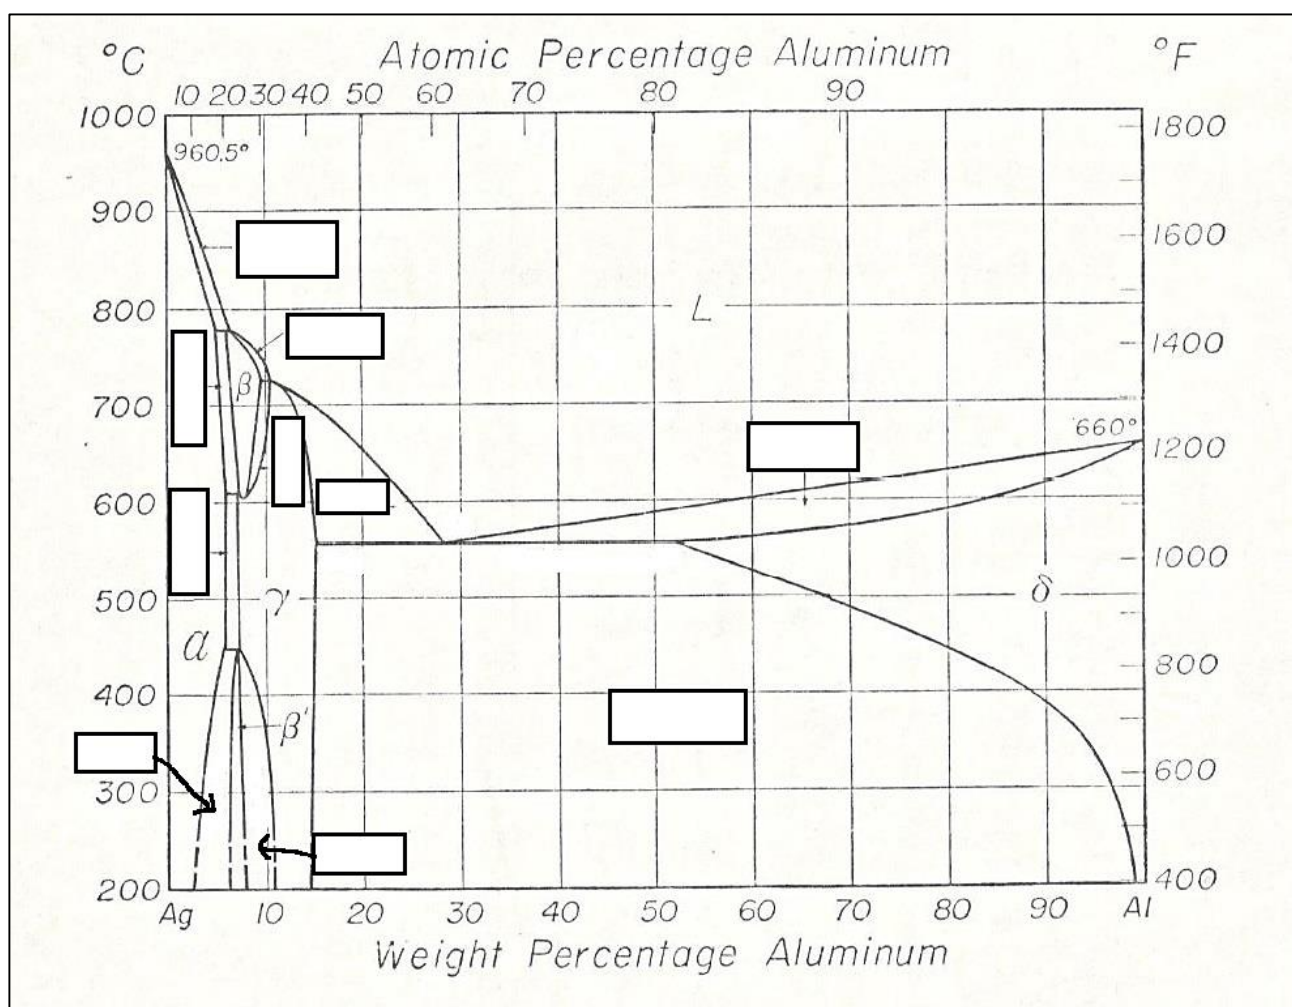 °C Atomic Percentage Aluminum °F
10 20 30 40 50 60 70 80 90
1000 1800
960.5°
900 1600
800 L 1400
β
700 660° 1200
600 1000
500 γ δ
α 800
400 β'
300 600
200 400
Ag 10 20 30 40 50 60 70 80 90 Al
Weight Percentage Aluminum